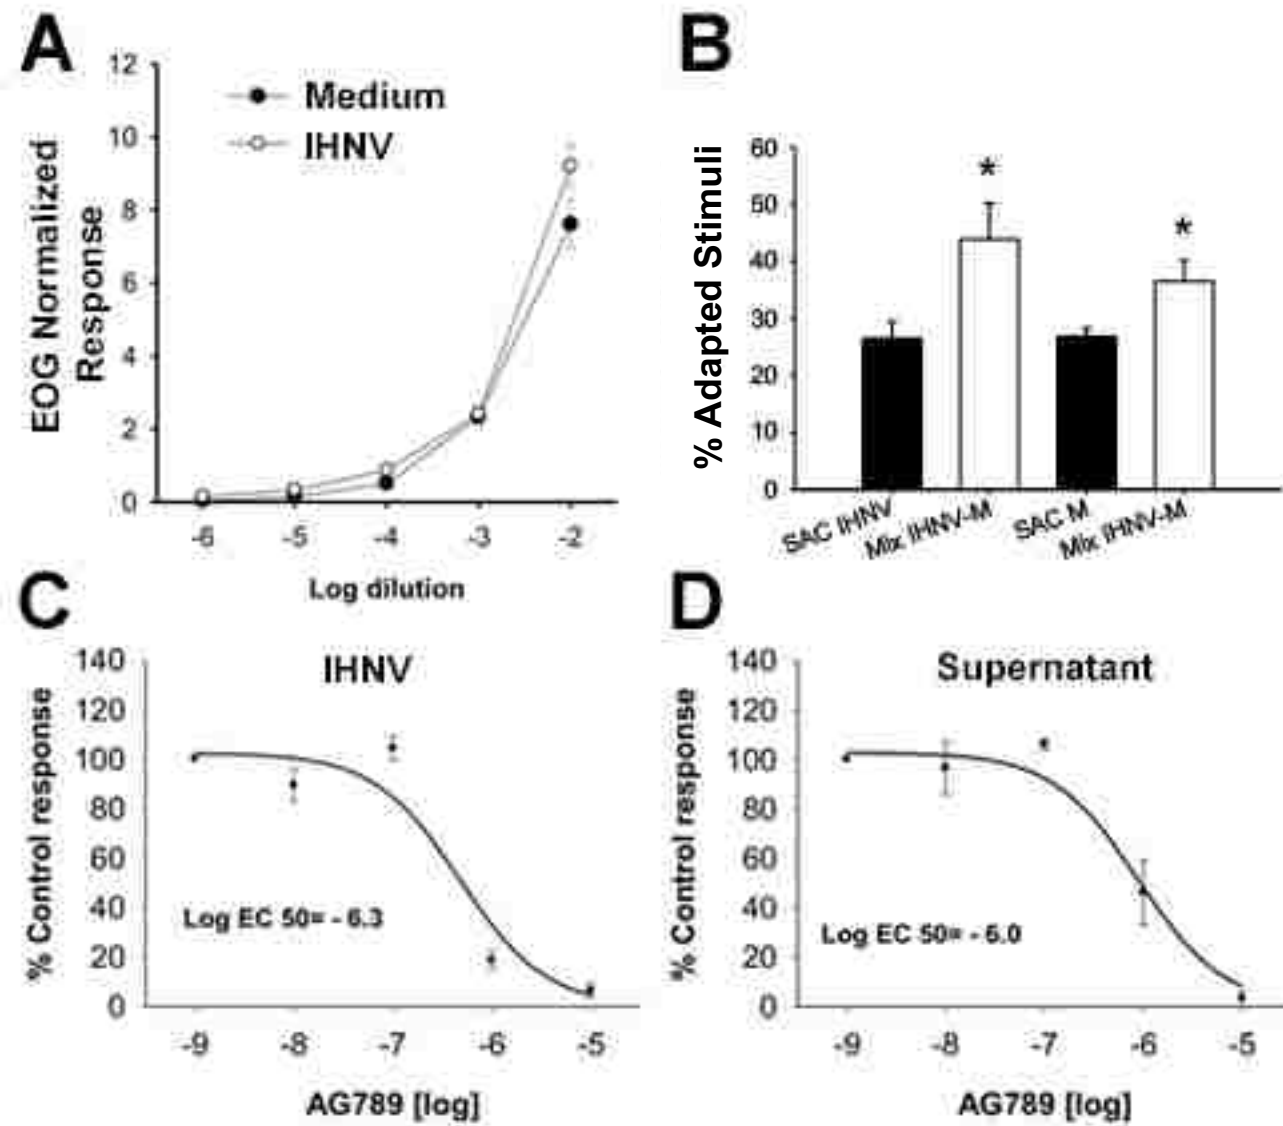 A
12
10
8
6
4
2
0
EOG Normalized
Response
Medium
IHNV
-6
-5
-4
-3
-2
Log dilution
B
60
50
40
30
20
10
0
% Adapted Stimuli
*
*
SAC IHNV
Mix IHNV-M
SAC M
Mix IHNV-M
C
IHNV
140
120
100
80
60
40
20
0
% Control response
Log EC 50= - 6.3
-9
-8
-7
-6
-5
AG789 [log]
D
Supernatant
140
120
100
80
60
40
20
0
% Control response
Log EC 50= - 6.0
-9
-8
-7
-6
-5
AG789 [log]